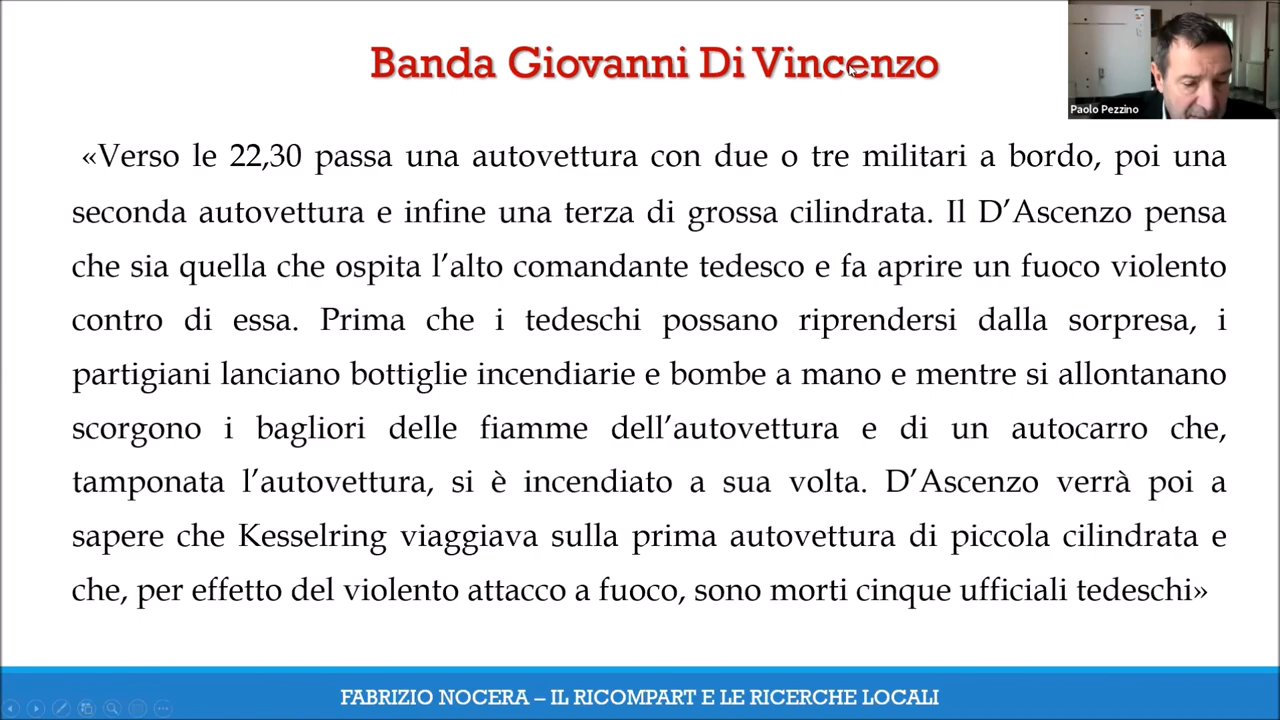 Banda Giovanni Di Vincenzo
Paolo Pezzino
«Verso le 22,30 passa una autovettura con due o tre militari a bordo, poi una
seconda autovettura e infine una terza di grossa cilindrata. Il D’Ascenzo pensa
che sia quella che ospita l’alto comandante tedesco e fa aprire un fuoco violento
contro di essa. Prima che i tedeschi possano riprendersi dalla sorpresa, i
partigiani lanciano bottiglie incendiarie e bombe a mano e mentre si allontanano
scorgono i bagliori delle fiamme dell’autovettura e di un autocarro che,
tamponata l’autovettura, si è incendiato a sua volta. D’Ascenzo verrà poi a
sapere che Kesselring viaggiava sulla prima autovettura di piccola cilindrata e
che, per effetto del violento attacco a fuoco, sono morti cinque ufficiali tedeschi»
FABRIZIO NOCERA – IL RICOMPART E LE RICERCHE LOCALI